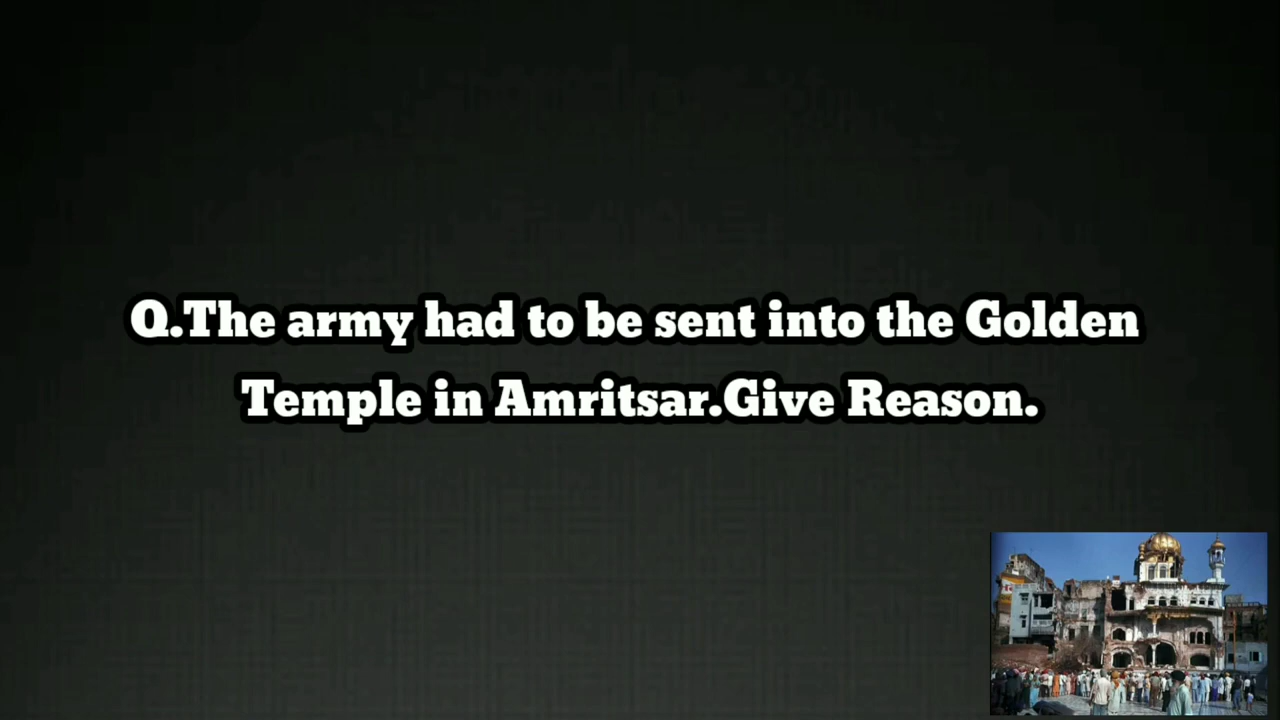 Q.The army had to be sent into the Golden
Temple in Amritsar.Give Reason.